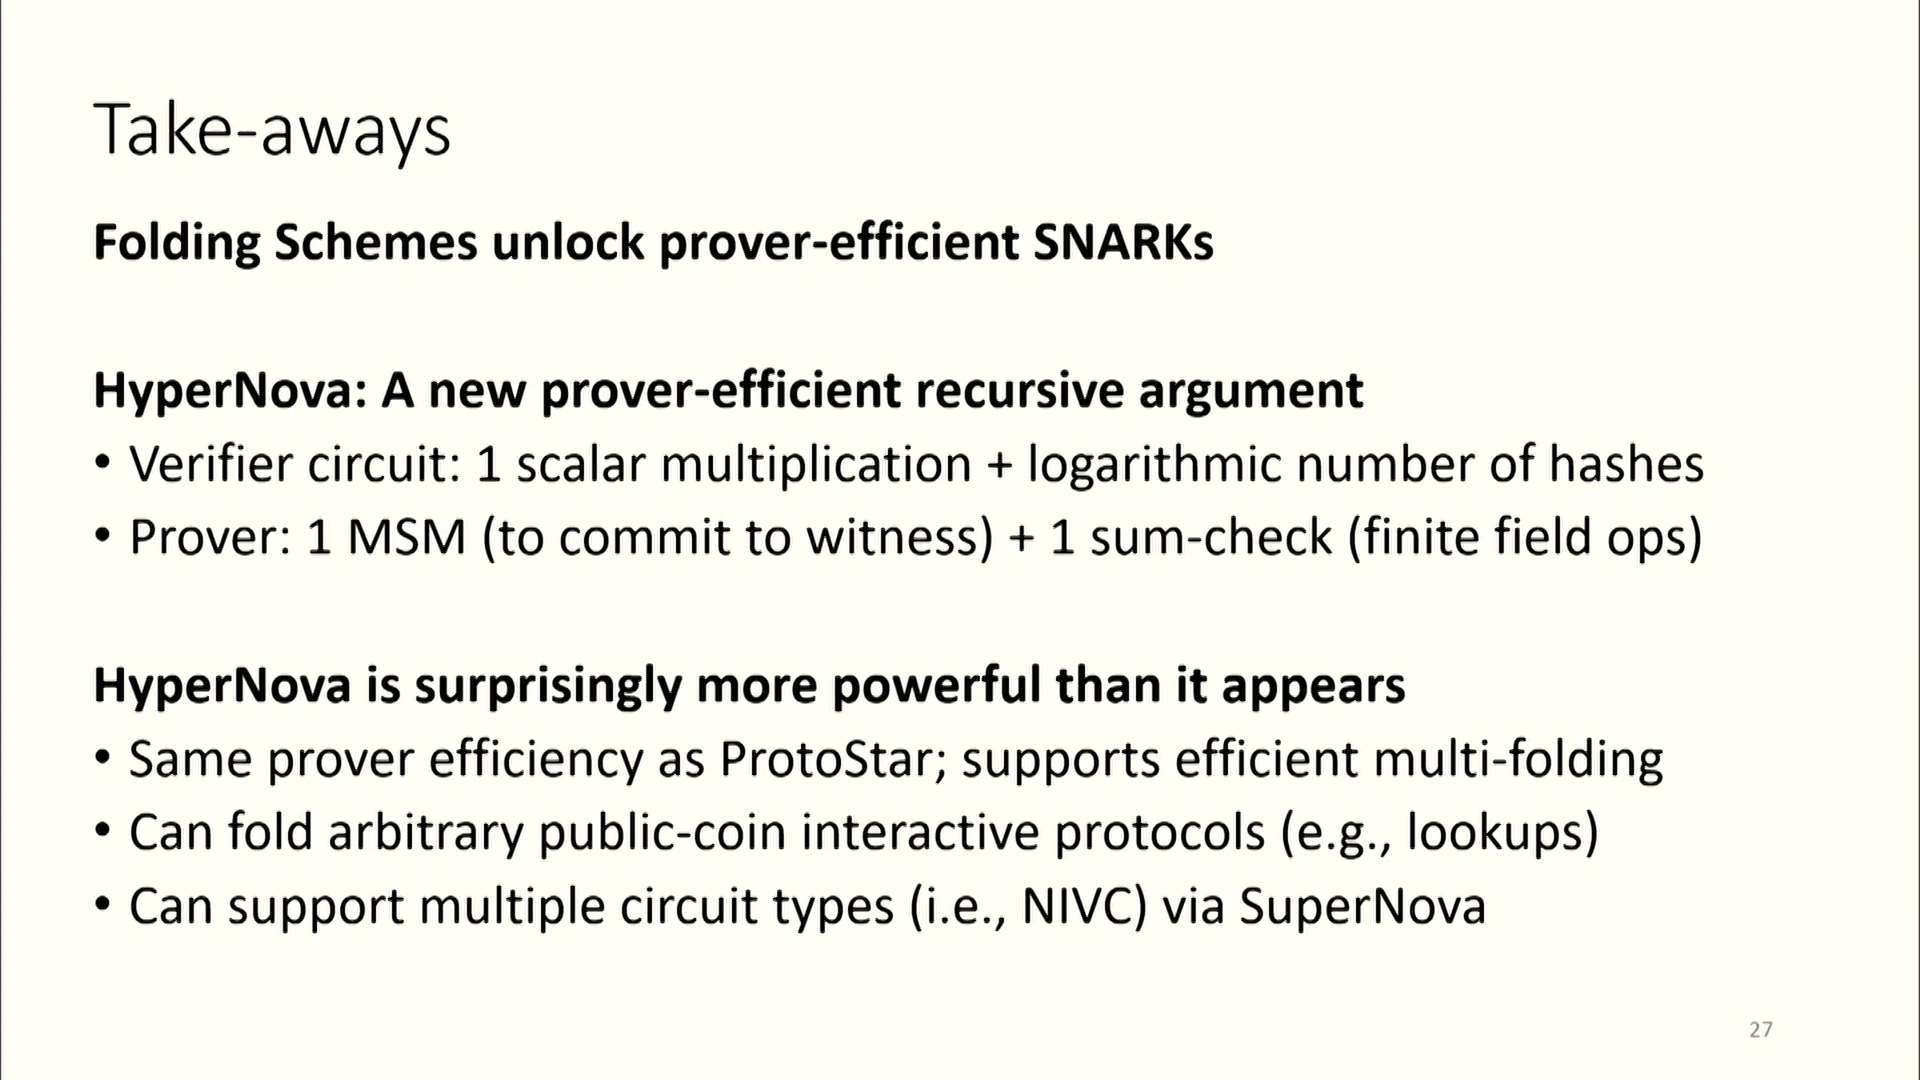 Take-aways
Folding Schemes unlock prover-efficient SNARKs
HyperNova: A new prover-efficient recursive argument
• Verifier circuit: 1 scalar multiplication + logarithmic number of hashes
• Prover: 1 MSM (to commit to witness) + 1 sum-check (finite field ops)
HyperNova is surprisingly more powerful than it appears
• Same prover efficiency as ProtoStar; supports efficient multi-folding
• Can fold arbitrary public-coin interactive protocols (e.g., lookups)
• Can support multiple circuit types (i.e., NIVC) via SuperNova
27